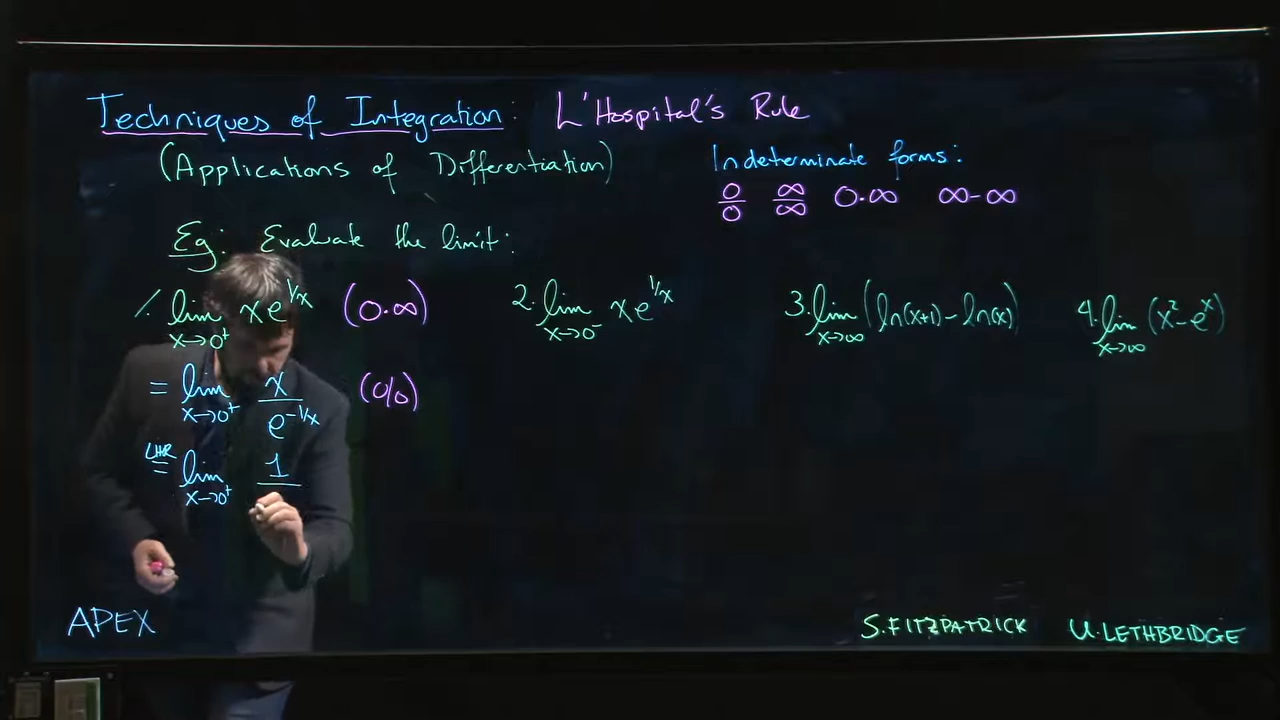 Techniques of Integration: L'Hospital's Rule
(Applications of Differentiation)
Indeterminate forms:
0/0 ∞/∞ 0·∞ ∞-∞
Eg: Evaluate the limit:
1. lim x→0⁺ xe^{1/x} (0·∞)
2. lim x→0⁻ xe^{1/x}
3. lim x→∞ (ln(x+1) - ln(x))
4. lim x→∞ (x² - e^x)
= lim x→0⁺ x/e^{-1/x} (0/0)
LHR = lim x→0⁺ 1
APEX
S. FITZPATRICK U. LETHBRIDGE